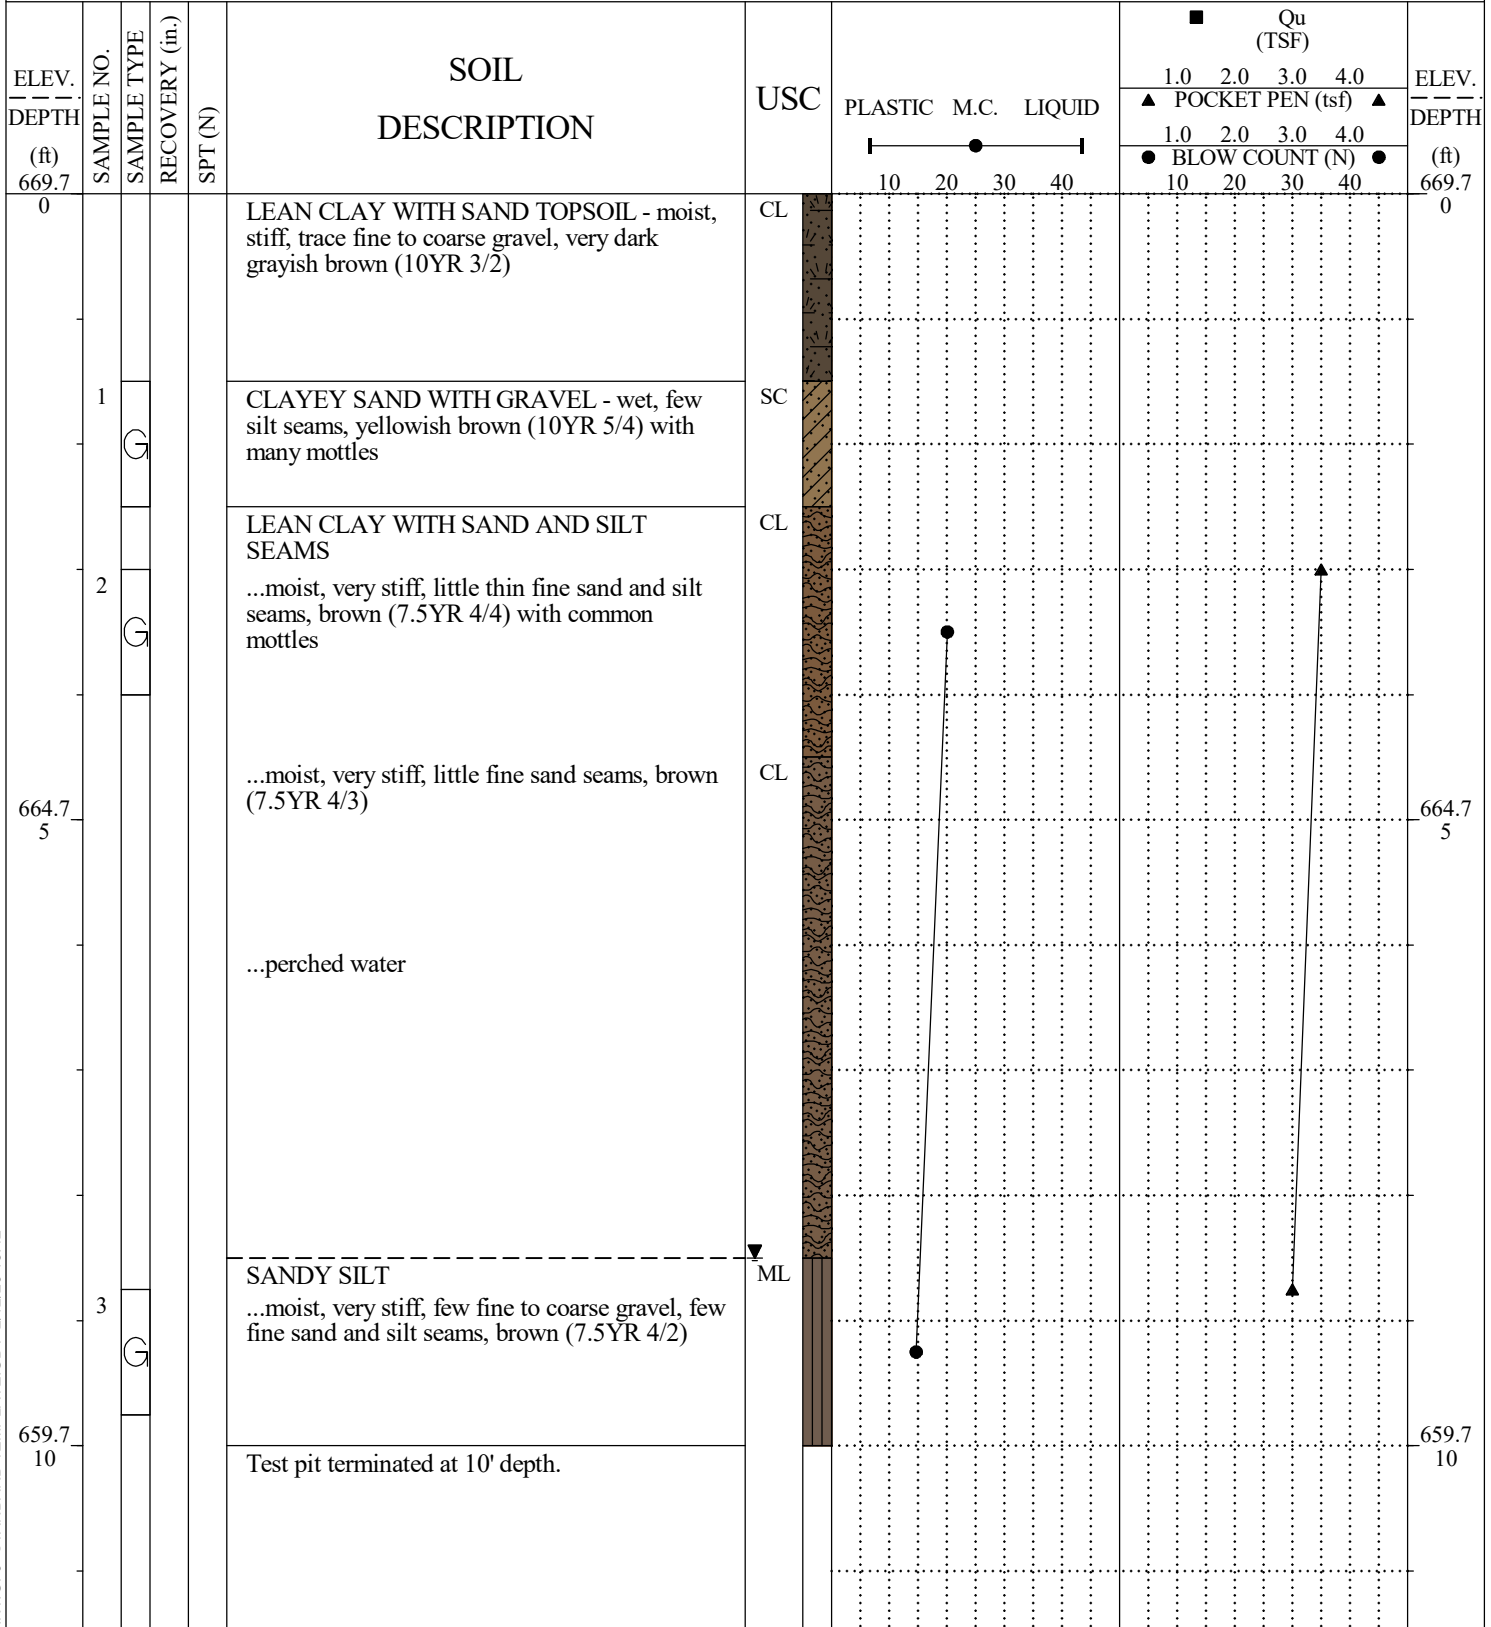 ELEV.
DEPTH
(ft)
669.7
0
SAMPLE NO.
SAMPLE TYPE
RECOVERY (in.)
SPT (N)
SOIL
DESCRIPTION
USC
PLASTIC M.C. LIQUID
10 20 30 40
Qu
(TSF)
1.0 2.0 3.0 4.0
POCKET PEN (tsf)
1.0 2.0 3.0 4.0
BLOW COUNT (N)
10 20 30 40
ELEV.
DEPTH
(ft)
669.7
0
LEAN CLAY WITH SAND TOPSOIL - moist,
stiff, trace fine to coarse gravel, very dark
grayish brown (10YR 3/2)
CL
1
G
CLAYEY SAND WITH GRAVEL - wet, few
silt seams, yellowish brown (10YR 5/4) with
many mottles
SC
LEAN CLAY WITH SAND AND SILT
SEAMS
CL
2
G
...moist, very stiff, little thin fine sand and silt
seams, brown (7.5YR 4/4) with common
mottles
...moist, very stiff, little fine sand seams, brown
(7.5YR 4/3)
CL
664.7
5
664.7
5
...perched water
SANDY SILT
ML
3
G
...moist, very stiff, few fine to coarse gravel, few
fine sand and silt seams, brown (7.5YR 4/2)
659.7
10
659.7
10
Test pit terminated at 10' depth.